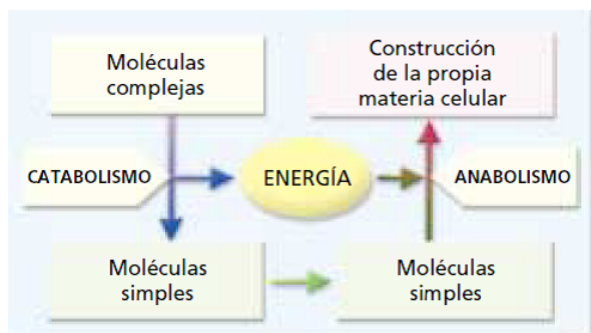 Moléculas
complejas
Construcción
de la propia
materia celular
CATABOLISMO
ENERGÍA
ANABOLISMO
Moléculas
simples
Moléculas
simples